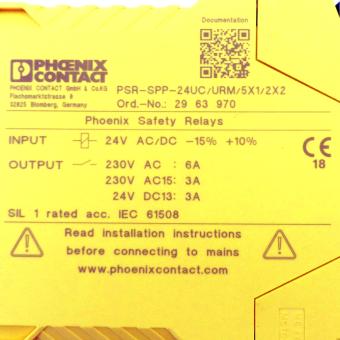 Documentation
PHOENIX
CONTACT
PHOENIX CONTACT GmbH & Co.KG
Flachsmarktstrasse 8
32825 Blomberg, Germany
PSR-SPP-24UC/URM/5X1/2X2
Ord.-No.: 29 63 970
Phoenix Safety Relays
INPUT 24V AC/DC -15% +10%
OUTPUT 230V AC : 6A
230V AC15: 3A
24V DC13: 3A
CE
18
SIL 1 rated acc. IEC 61508
Read installation instructions
before connecting to mains
www.phoenixcontact.com